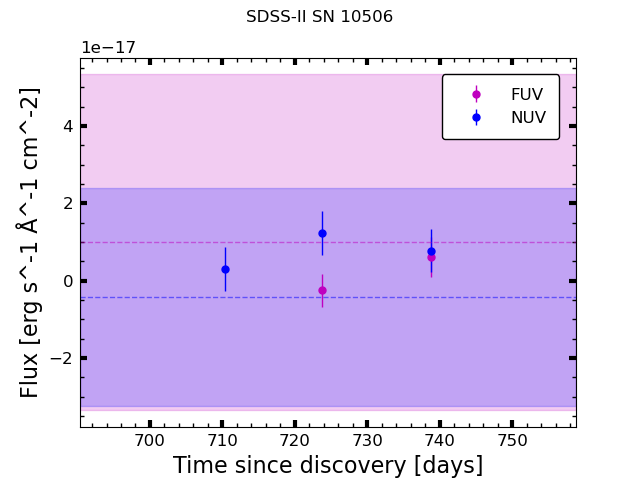 SDSS-II SN 10506
1e−17
FUV
NUV
4
2
0
−2
700 710 720 730 740 750
Time since discovery [days]
Flux [erg s^-1 Å^-1 cm^-2]